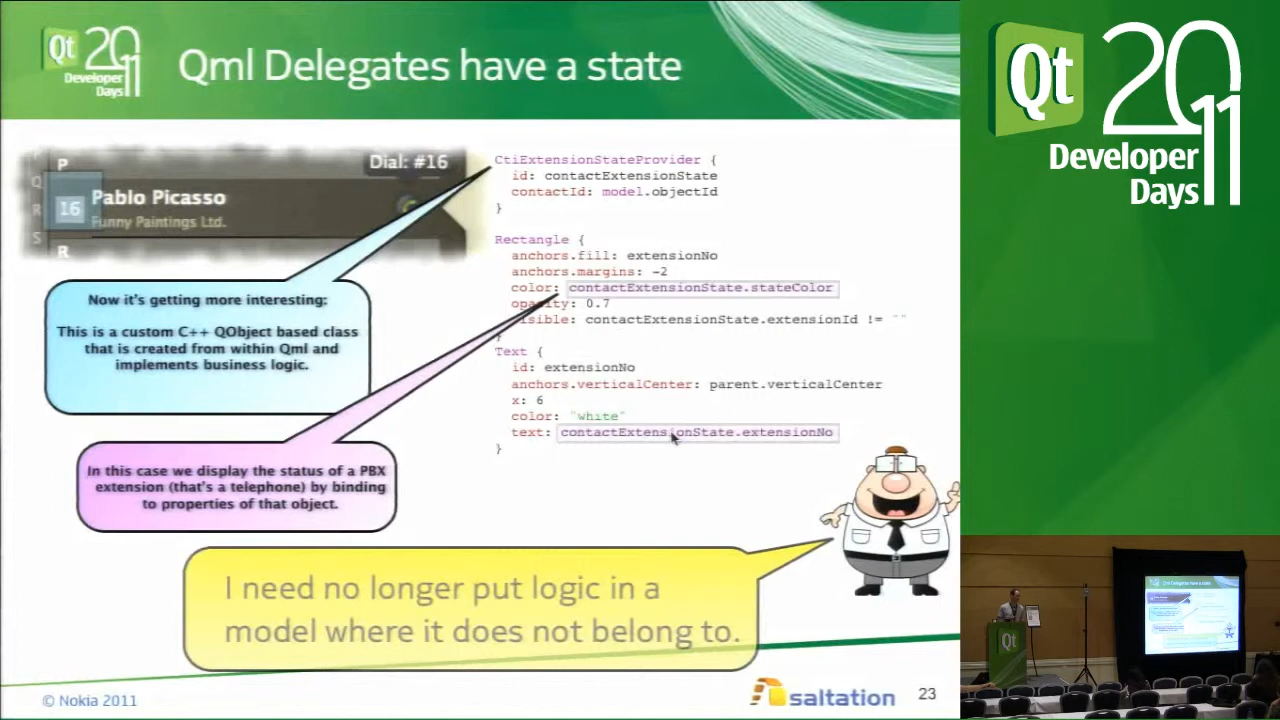 Qt 2011
Developer
Days
Qml Delegates have a state
P
Dial: #16
Q
R
S
16
Pablo Picasso
Funny Paintings Ltd.
R
Now it's getting more interesting:
This is a custom C++ QObject based class
that is created from within Qml and
implements business logic.
In this case we display the status of a PBX
extension (that's a telephone) by binding
to properties of that object.
CtiExtensionStateProvider {
id: contactExtensionState
contactId: model.objectId
}
Rectangle {
anchors.fill: extensionNo
anchors.margins: -2
color: contactExtensionState.stateColor
opacity: 0.7
visible: contactExtensionState.extensionId != ""
}
Text {
id: extensionNo
anchors.verticalCenter: parent.verticalCenter
x: 6
color: "white"
text: contactExtensionState.extensionNo
}
I need no longer put logic in a
model where it does not belong to.
© Nokia 2011
saltation
23
Qt 2011
Developer
Days
Qt
Qml Delegates have a state